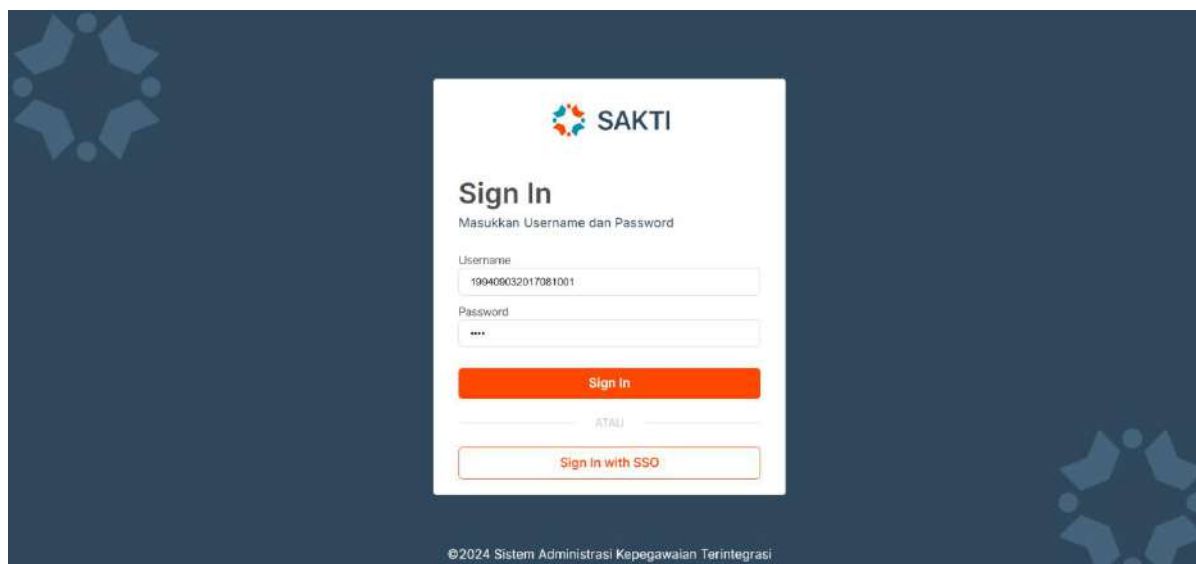 SAKTI
Sign In
Masukkan Username dan Password
Username
199409032017081001
Password
••••
Sign In
ATAU
Sign In with SSO
©2024 Sistem Administrasi Kepegawaian Terintegrasi